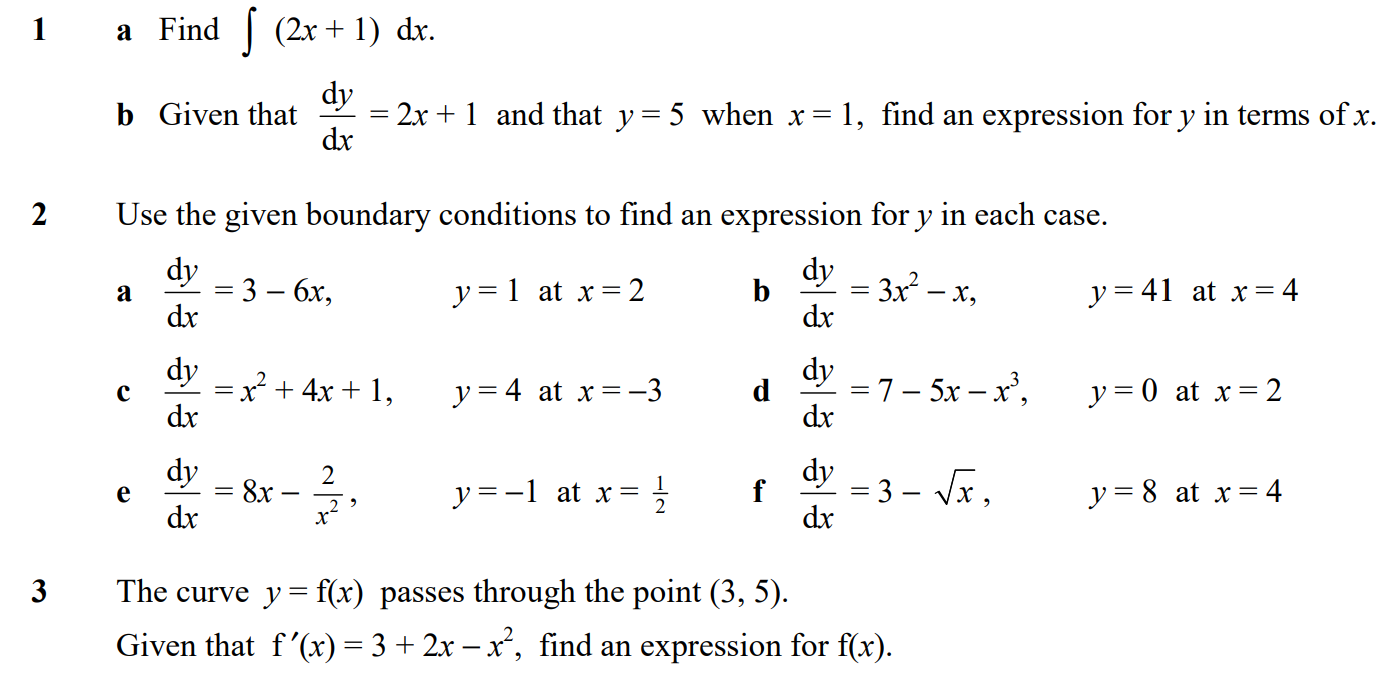 1 a Find ∫ (2x + 1) dx.
b Given that dy/dx = 2x + 1 and that y = 5 when x = 1, find an expression for y in terms of x.
2 Use the given boundary conditions to find an expression for y in each case.
a dy/dx = 3 – 6x, y = 1 at x = 2 b dy/dx = 3x² – x, y = 41 at x = 4
c dy/dx = x² + 4x + 1, y = 4 at x = –3 d dy/dx = 7 – 5x – x³, y = 0 at x = 2
e dy/dx = 8x – 2/x², y = –1 at x = 1/2 f dy/dx = 3 – √x, y = 8 at x = 4
3 The curve y = f(x) passes through the point (3, 5).
Given that f ′(x) = 3 + 2x – x², find an expression for f(x).